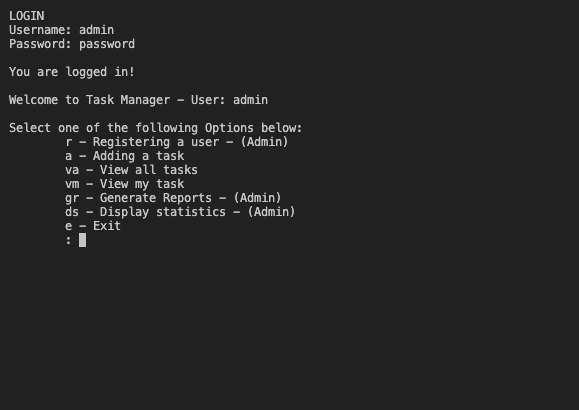 LOGIN
Username: admin
Password: password
You are logged in!
Welcome to Task Manager – User: admin
Select one of the following Options below:
r – Registering a user – (Admin)
a – Adding a task
va – View all tasks
vm – View my task
gr – Generate Reports – (Admin)
ds – Display statistics – (Admin)
e – Exit
: